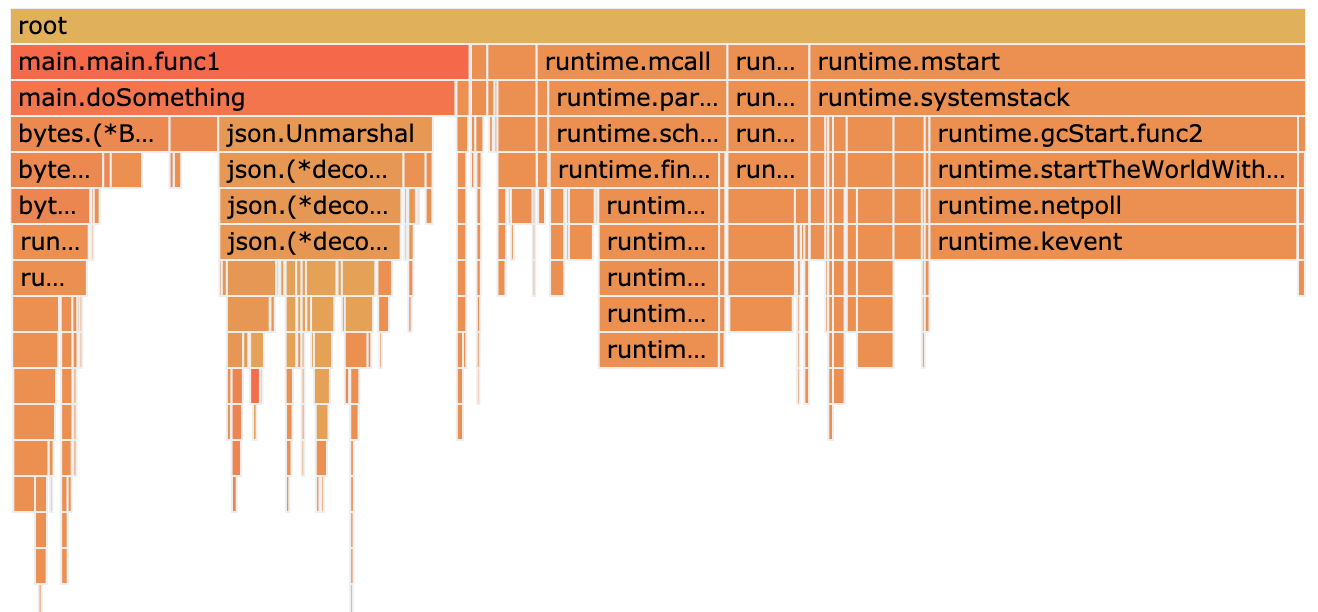 root
main.main.func1 runtime.mcall run... runtime.mstart
main.doSomething runtime.par... run... runtime.systemstack
bytes.(*B... json.Unmarshal runtime.sch... run... runtime.gcStart.func2
byte... json.(*deco... runtime.fin... run... runtime.startTheWorldWith...
byt... json.(*deco... runtim... runtime.netpoll
run... json.(*deco... runtim... runtime.kevent
ru... runtim...
runtim...
runtim...